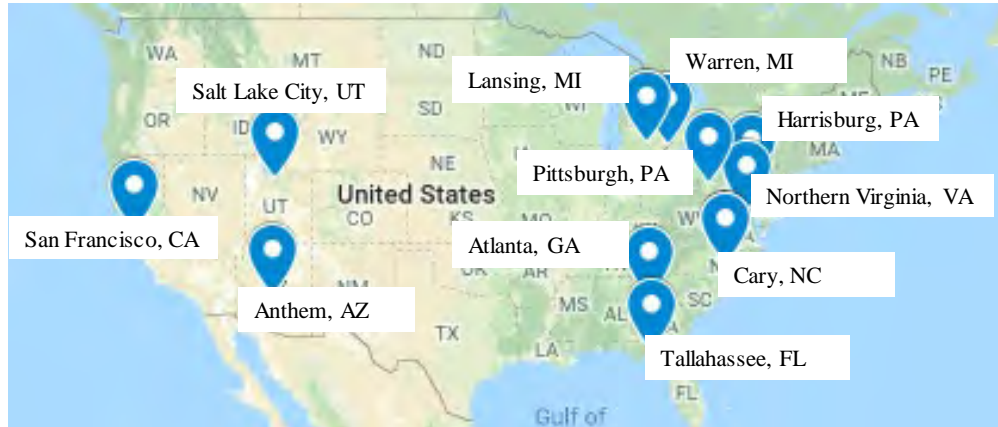 WA
MT
ND
NB
PE
Lansing, MI
Warren, MI
Salt Lake City, UT
OR
ID
SD
WI
Harrisburg, PA
WY
MA
NE
Pittsburgh, PA
NV
United States
Northern Virginia, VA
UT
CO
KS
MO
WV
San Francisco, CA
Atlanta, GA
OK
AR
Cary, NC
NM
Anthem, AZ
MS
AL
SC
TX
LA
Tallahassee, FL
FL
Gulf of